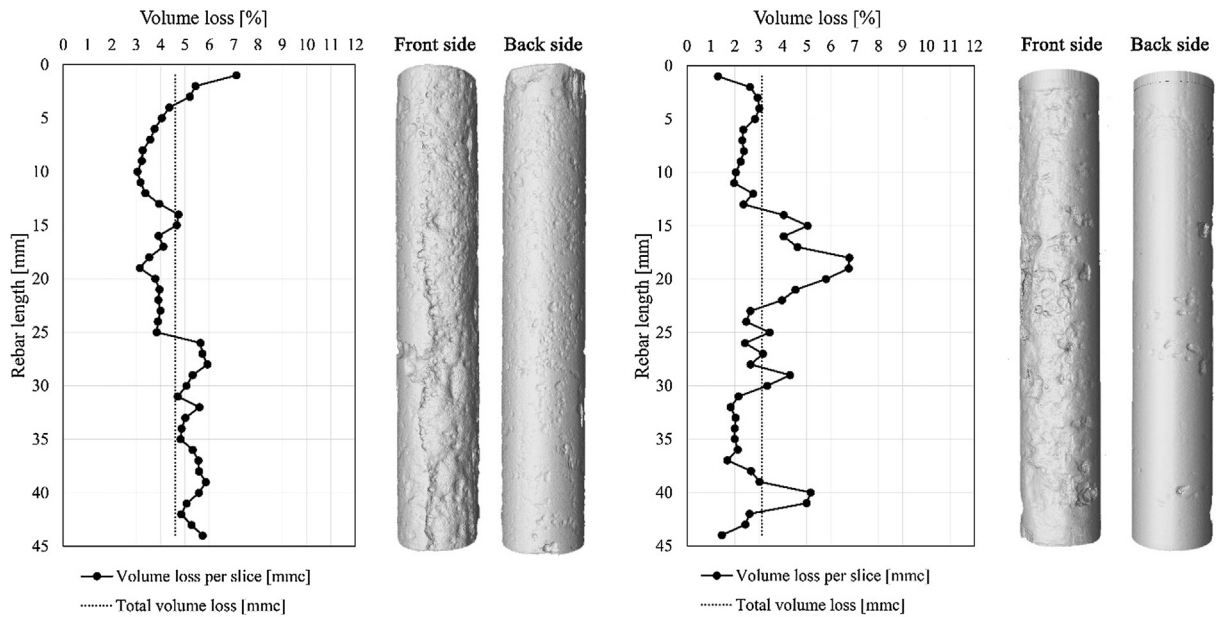 Volume loss [%]
0 1 2 3 4 5 6 7 8 9 10 11 12
Front side Back side
0
5
10
15
20
25
30
35
40
45
Rebar length [mm]
Volume loss per slice [mmc]
Total volume loss [mmc]
Volume loss [%]
0 1 2 3 4 5 6 7 8 9 10 11 12
Front side Back side
0
5
10
15
20
25
30
35
40
45
Rebar length [mm]
Volume loss per slice [mmc]
Total volume loss [mmc]